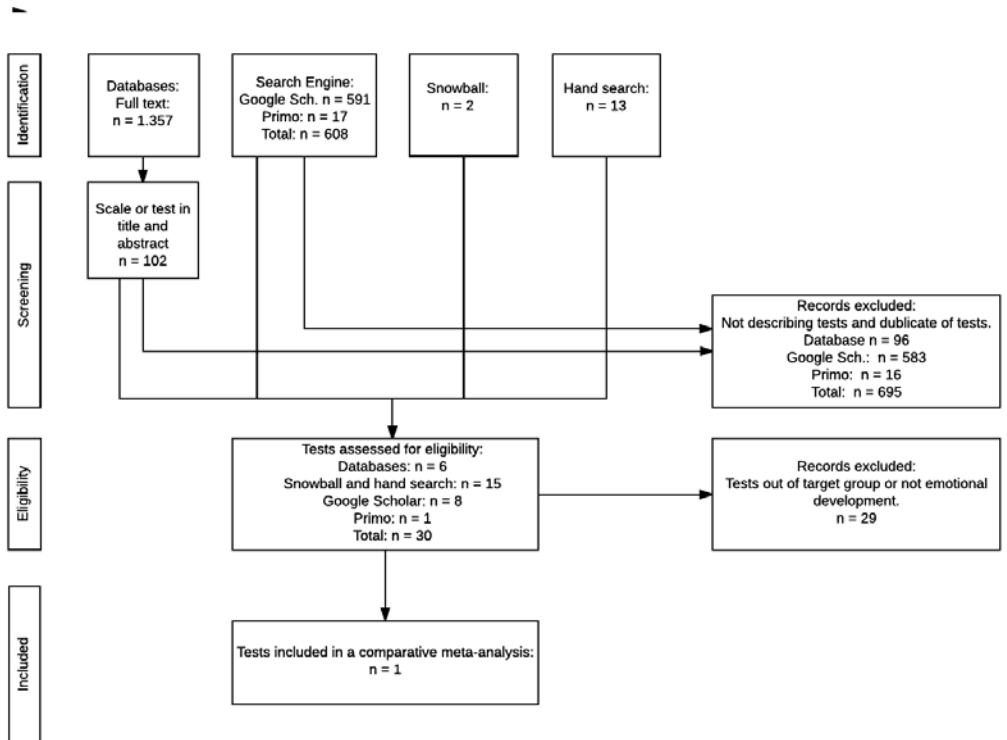 Identification
Databases:
Full text:
n = 1.357
Search Engine:
Google Sch. n = 591
Primo: n = 17
Total: n = 608
Snowball:
n = 2
Hand search:
n = 13
Screening
Scale or test in
title and
abstract
n = 102
Records excluded:
Not describing tests and dublicate of tests.
Database n = 96
Google Sch.: n = 583
Primo: n = 16
Total: n = 695
Eligibility
Tests assessed for eligibility:
Databases: n = 6
Snowball and hand search: n = 15
Google Scholar: n = 8
Primo: n = 1
Total: n = 30
Records excluded:
Tests out of target group or not emotional
development.
n = 29
Included
Tests included in a comparative meta-analysis:
n = 1